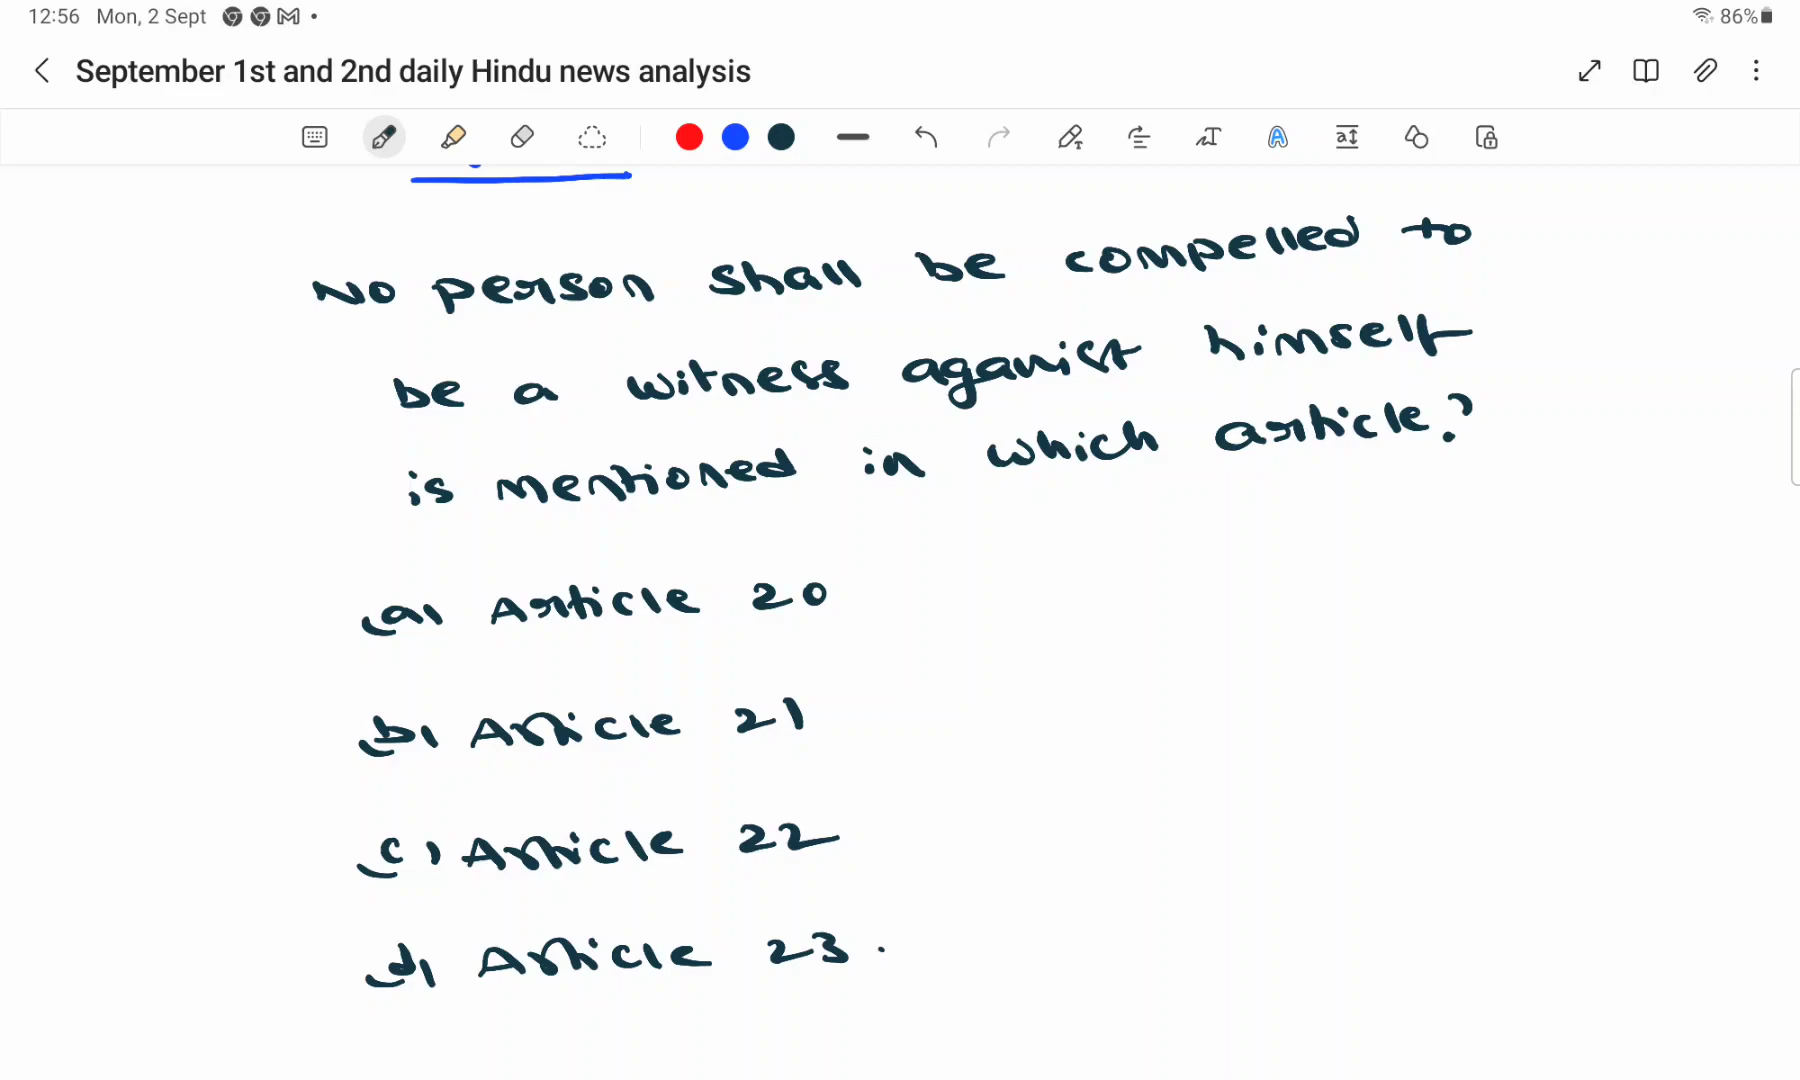 12:56 Mon, 2 Sept
86%
September 1st and 2nd daily Hindu news analysis
No person shall be compelled to
be a witness aganist himself
is mentioned in which article?
a) Article 20
b) Article 21
c) Article 22
d) Article 23.